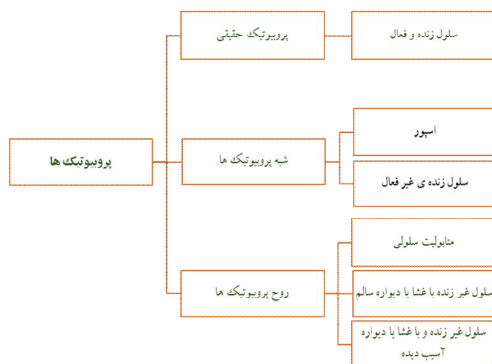 پروبیوتیک ها
پروبیوتیک حقیقی
سلول زنده و فعال
شبه پروبیوتیک ها
اسپور
سلول زنده ی غیر فعال
روح پروبیوتیک ها
متابولیت سلولی
سلول غیر زنده با غشا یا دیواره سالم
سلول غیر زنده و با غشا یا دیواره
آسیب دیده